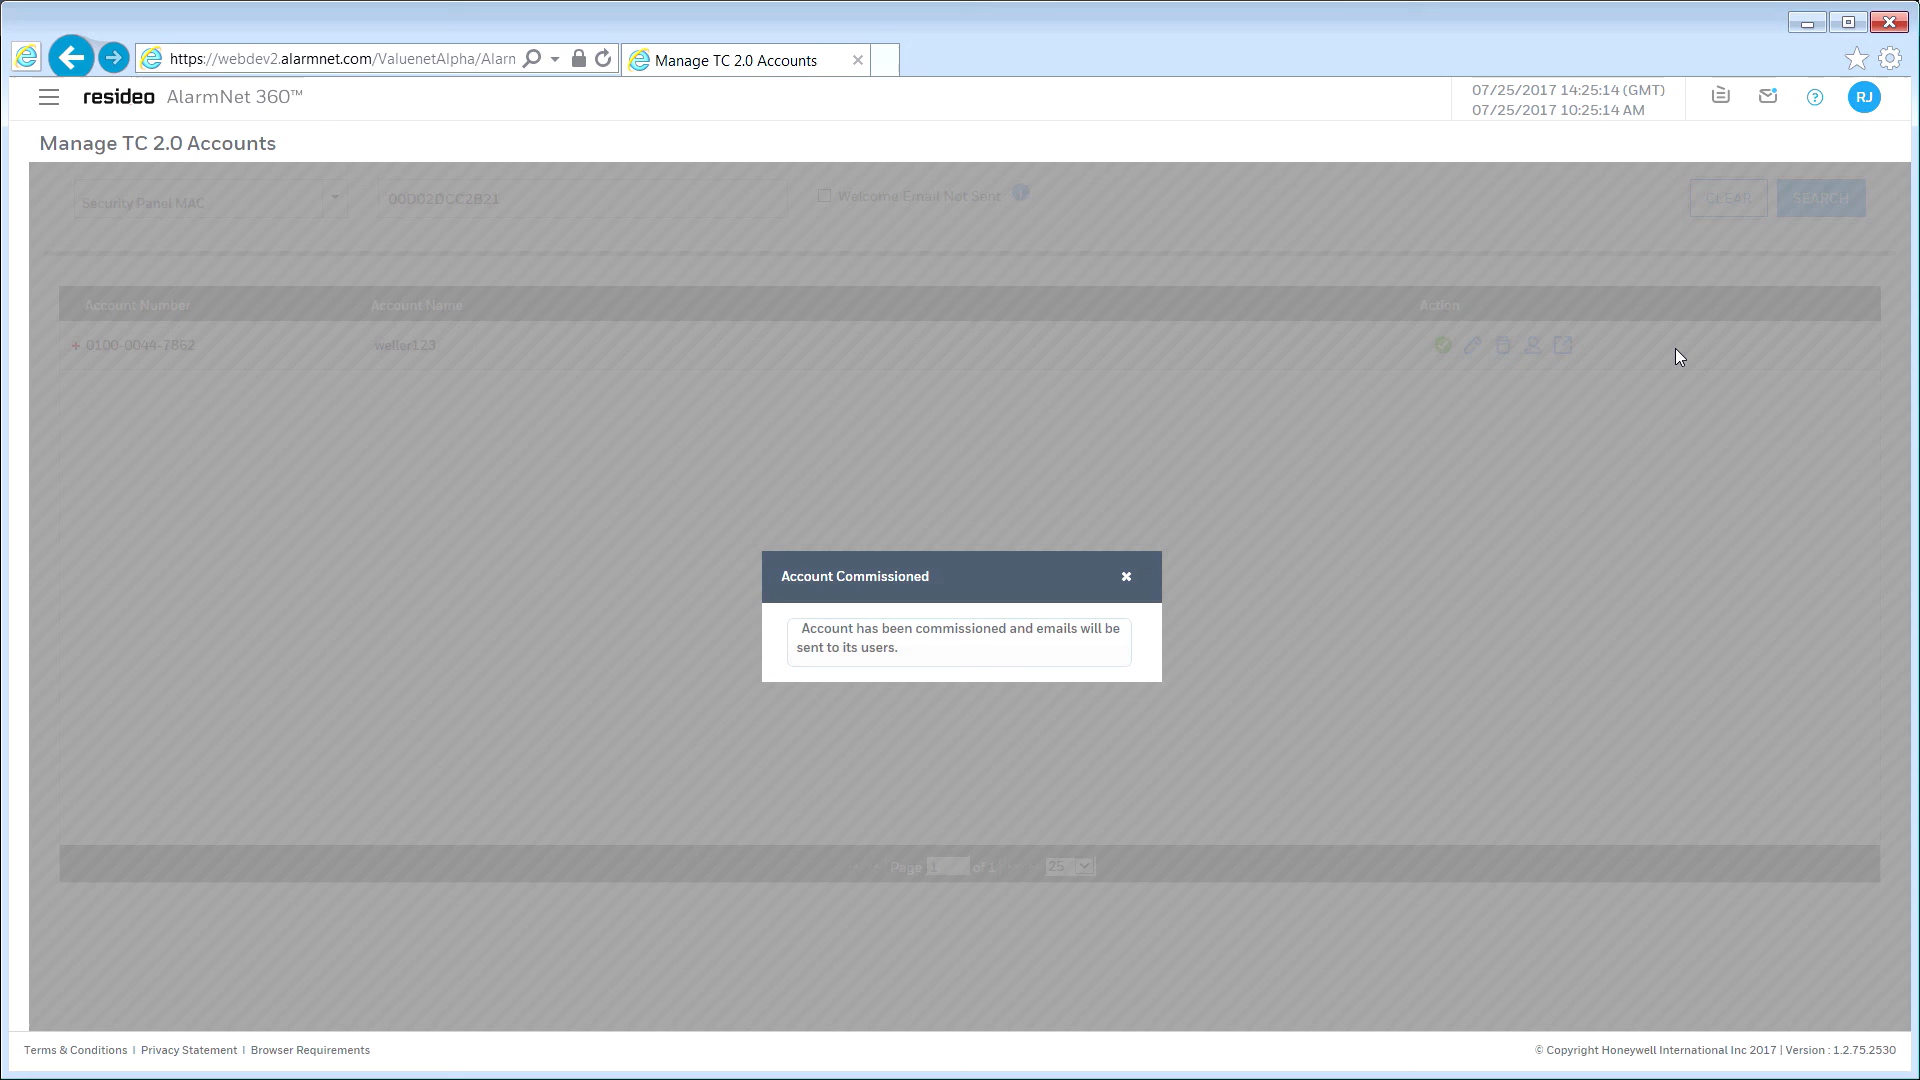 https://webdev2.alarmnet.com/ValuenetAlpha/Alarn
Manage TC 2.0 Accounts
resideo AlarmNet 360™
07/25/2017 14:25:14 (GMT)
07/25/2017 10:25:14 AM
RJ
Manage TC 2.0 Accounts
Security Panel MAC
00D02DCC2B21
Welcome Email Not Sent
CLEAR
SEARCH
Account Number
Account Name
Action
+ 0100-0044-7862
weller123
Account Commissioned
Account has been commissioned and emails will be
sent to its users.
Page 1 of 1
25
Terms & Conditions | Privacy Statement | Browser Requirements
© Copyright Honeywell International Inc 2017 | Version : 1.2.75.2530